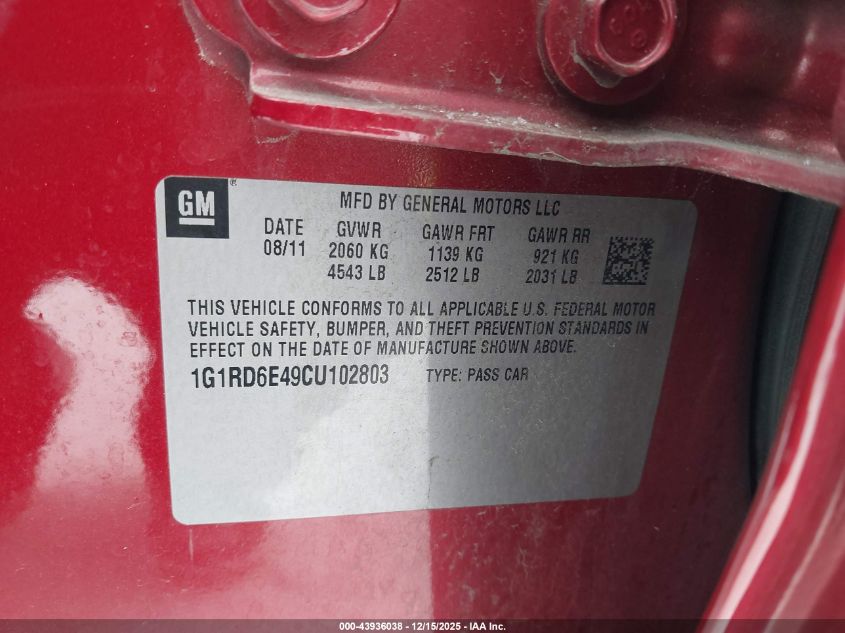 GM®
MFD BY GENERAL MOTORS LLC
DATE GVWR GAWR FRT GAWR RR
08/11 2060 KG 1139 KG 921 KG
4543 LB 2512 LB 2031 LB
THIS VEHICLE CONFORMS TO ALL APPLICABLE U.S. FEDERAL MOTOR
VEHICLE SAFETY, BUMPER, AND THEFT PREVENTION STANDARDS IN
EFFECT ON THE DATE OF MANUFACTURE SHOWN ABOVE.
1G1RD6E49CU102803 TYPE: PASS CAR
000-43936038 - 12/15/2025 - IAA Inc.